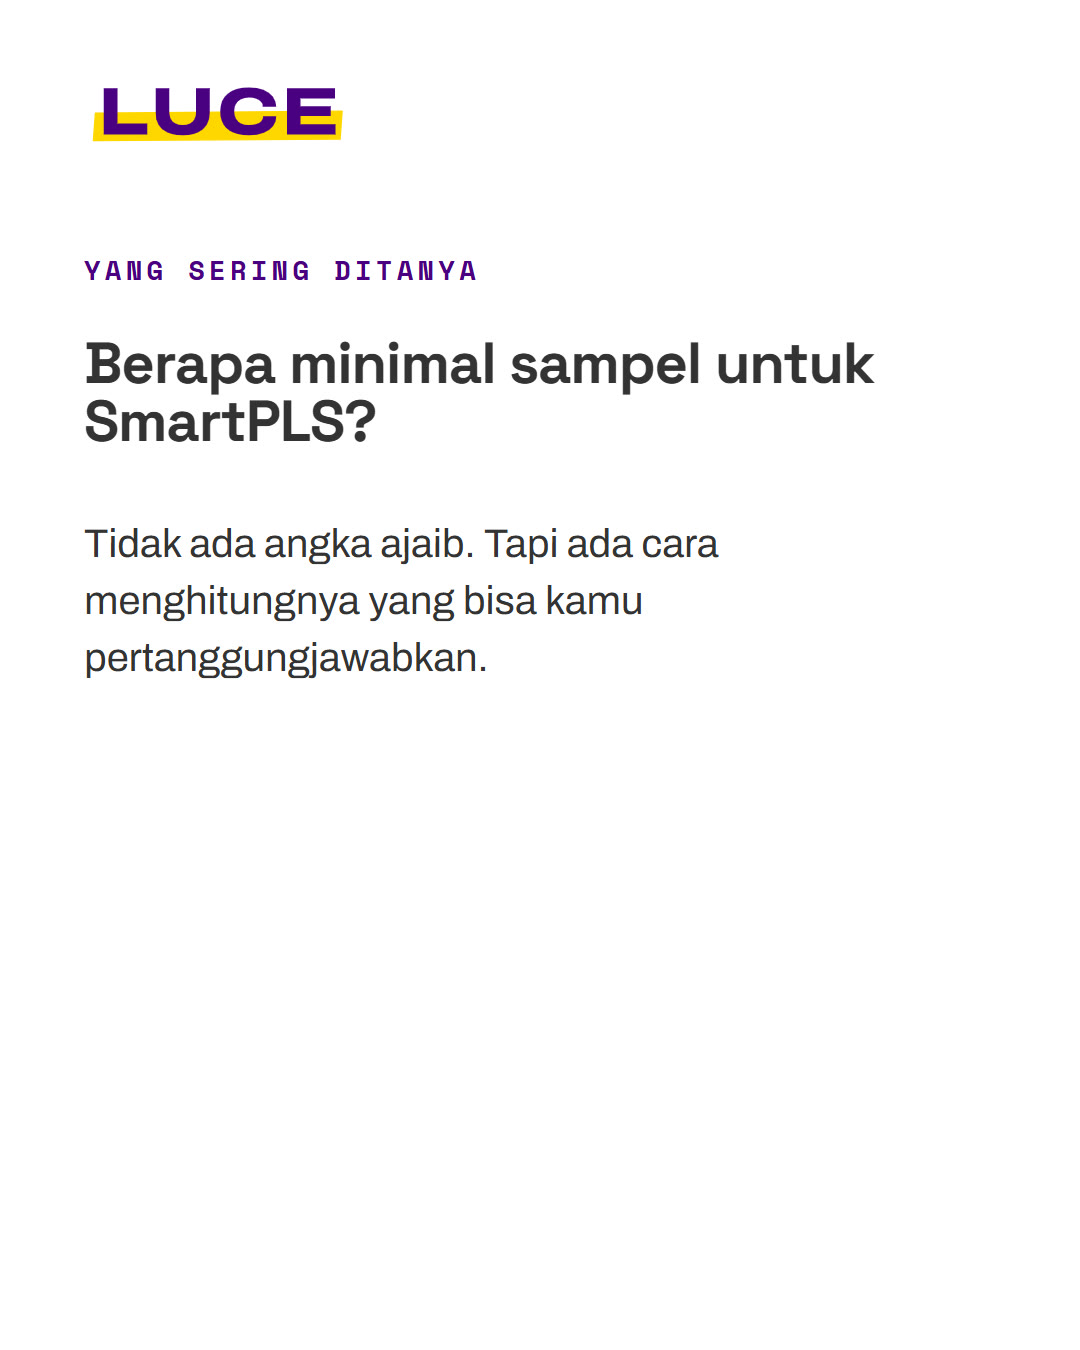 LUCE
YANG SERING DITANYA
Berapa minimal sampel untuk
SmartPLS?
Tidak ada angka ajaib. Tapi ada cara
menghitungnya yang bisa kamu
pertanggungjawabkan.